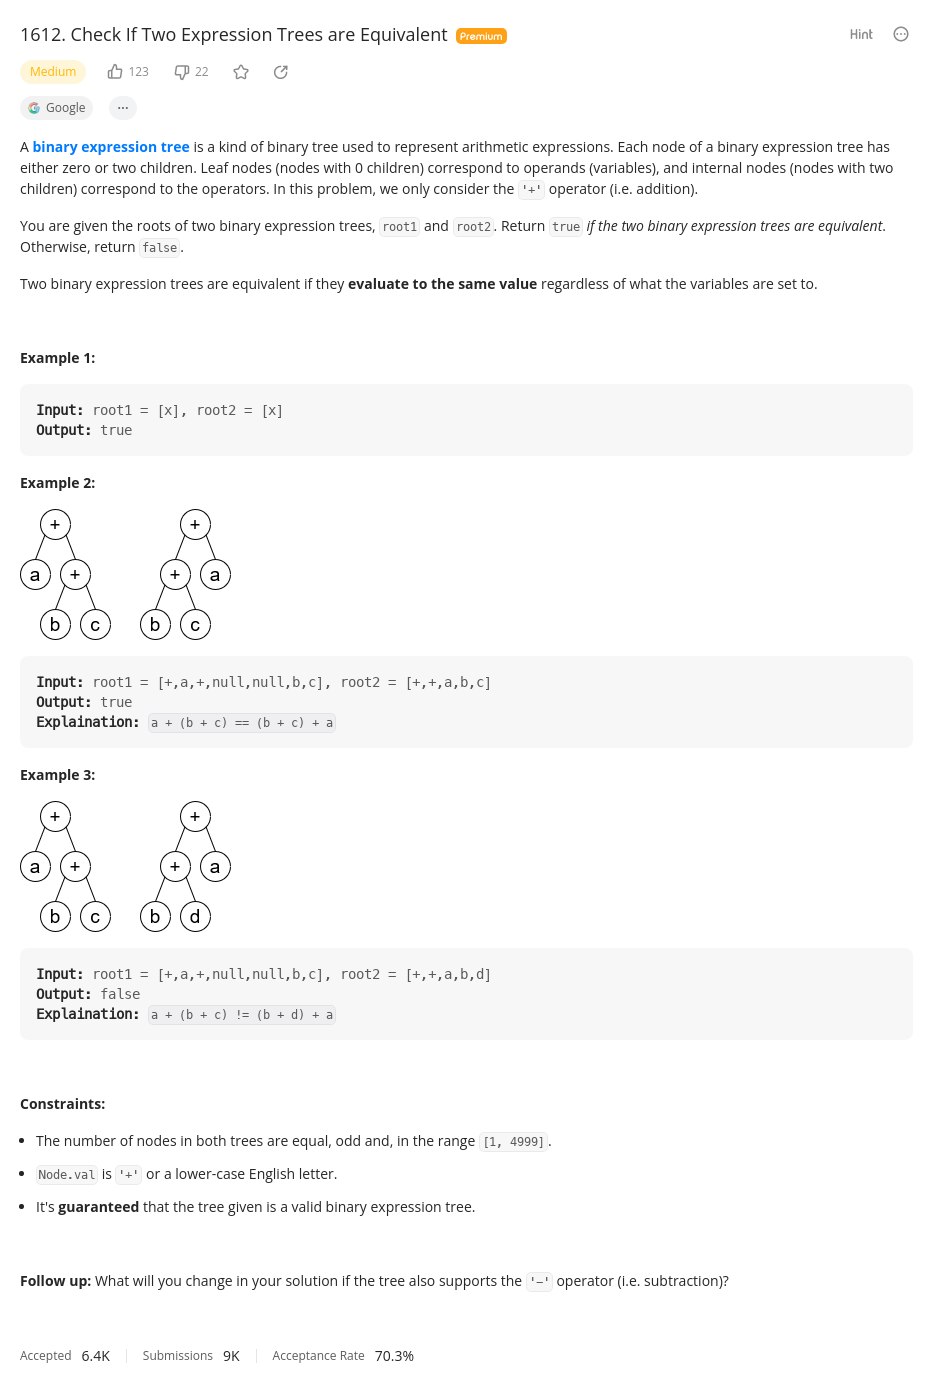 1612. Check If Two Expression Trees are Equivalent Premium Hint
Medium 123 22
Google ...
A binary expression tree is a kind of binary tree used to represent arithmetic expressions. Each node of a binary expression tree has
either zero or two children. Leaf nodes (nodes with 0 children) correspond to operands (variables), and internal nodes (nodes with two
children) correspond to the operators. In this problem, we only consider the '+' operator (i.e. addition).
You are given the roots of two binary expression trees, root1 and root2. Return true if the two binary expression trees are equivalent.
Otherwise, return false.
Two binary expression trees are equivalent if they evaluate to the same value regardless of what the variables are set to.
Example 1:
Input: root1 = [x], root2 = [x]
Output: true
Example 2:
+ +
a + + a
b c b c
Input: root1 = [+,a,+,null,null,b,c], root2 = [+,+,a,b,c]
Output: true
Explaination: a + (b + c) == (b + c) + a
Example 3:
+ +
a + + a
b c b d
Input: root1 = [+,a,+,null,null,b,c], root2 = [+,+,a,b,d]
Output: false
Explaination: a + (b + c) != (b + d) + a
Constraints:
• The number of nodes in both trees are equal, odd and, in the range [1, 4999].
• Node.val is '+' or a lower-case English letter.
• It's guaranteed that the tree given is a valid binary expression tree.
Follow up: What will you change in your solution if the tree also supports the '-' operator (i.e. subtraction)?
Accepted 6.4K Submissions 9K Acceptance Rate 70.3%